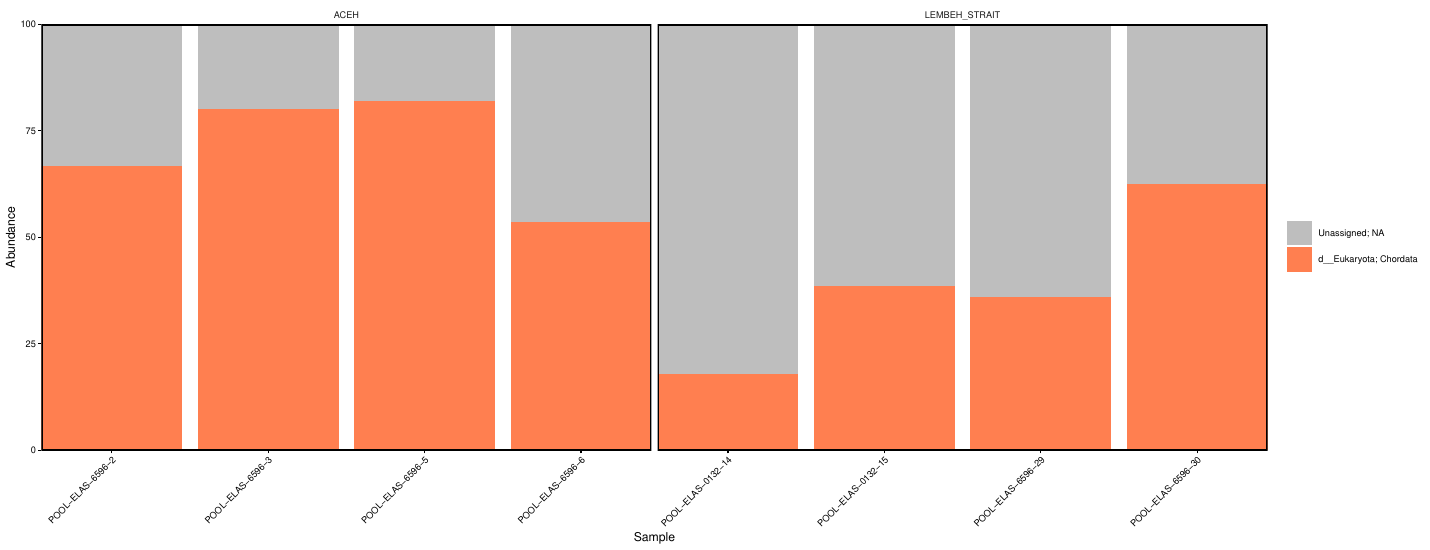 ACEH
LEMBEH_STRAIT
100
75
50
25
0
Abundance
POOL−ELAS−6596−2
POOL−ELAS−6596−3
POOL−ELAS−6596−5
POOL−ELAS−6596−6
POOL−ELAS−0132−14
POOL−ELAS−0132−15
POOL−ELAS−6596−29
POOL−ELAS−6596−30
Sample
Unassigned; NA
d__Eukaryota; Chordata